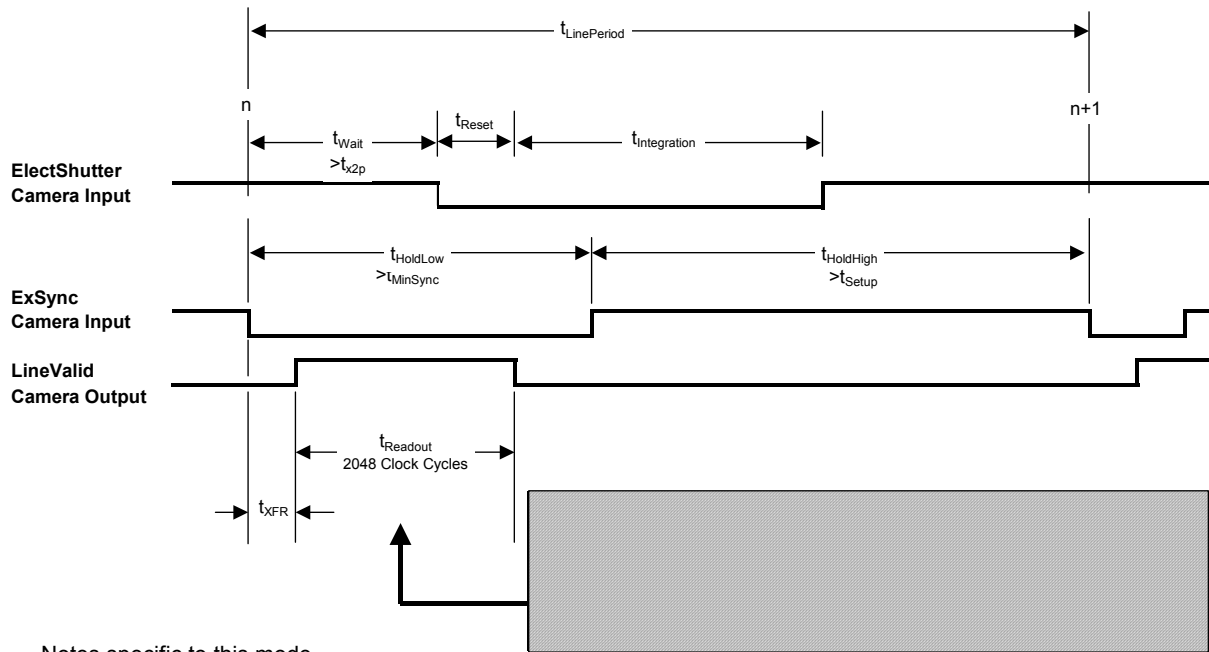 tLinePeriod
n
n+1
tWait
>tx2p
tReset
tIntegration
ElectShutter
Camera Input
tHoldLow
>tMinSync
tHoldHigh
>tSetup
ExSync
Camera Input
LineValid
Camera Output
tReadout
2048 Clock Cycles
tXFR
Notes specific to this mode